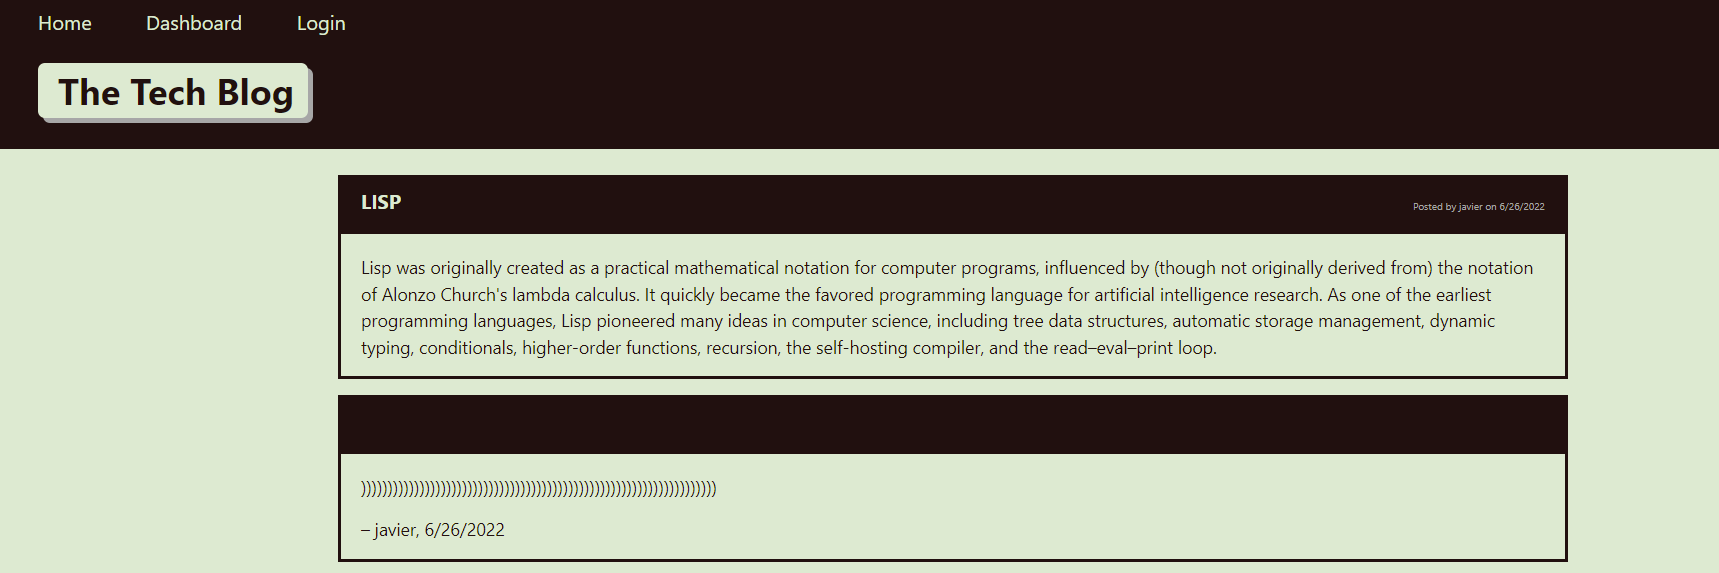 Home Dashboard Login
The Tech Blog
LISP
Posted by javier on 6/26/2022
Lisp was originally created as a practical mathematical notation for computer programs, influenced by (though not originally derived from) the notation
of Alonzo Church's lambda calculus. It quickly became the favored programming language for artificial intelligence research. As one of the earliest
programming languages, Lisp pioneered many ideas in computer science, including tree data structures, automatic storage management, dynamic
typing, conditionals, higher-order functions, recursion, the self-hosting compiler, and the read–eval–print loop.
)))))))))))))))))))))))))))))))))))))))))))))))))))))))))))))))))))
– javier, 6/26/2022